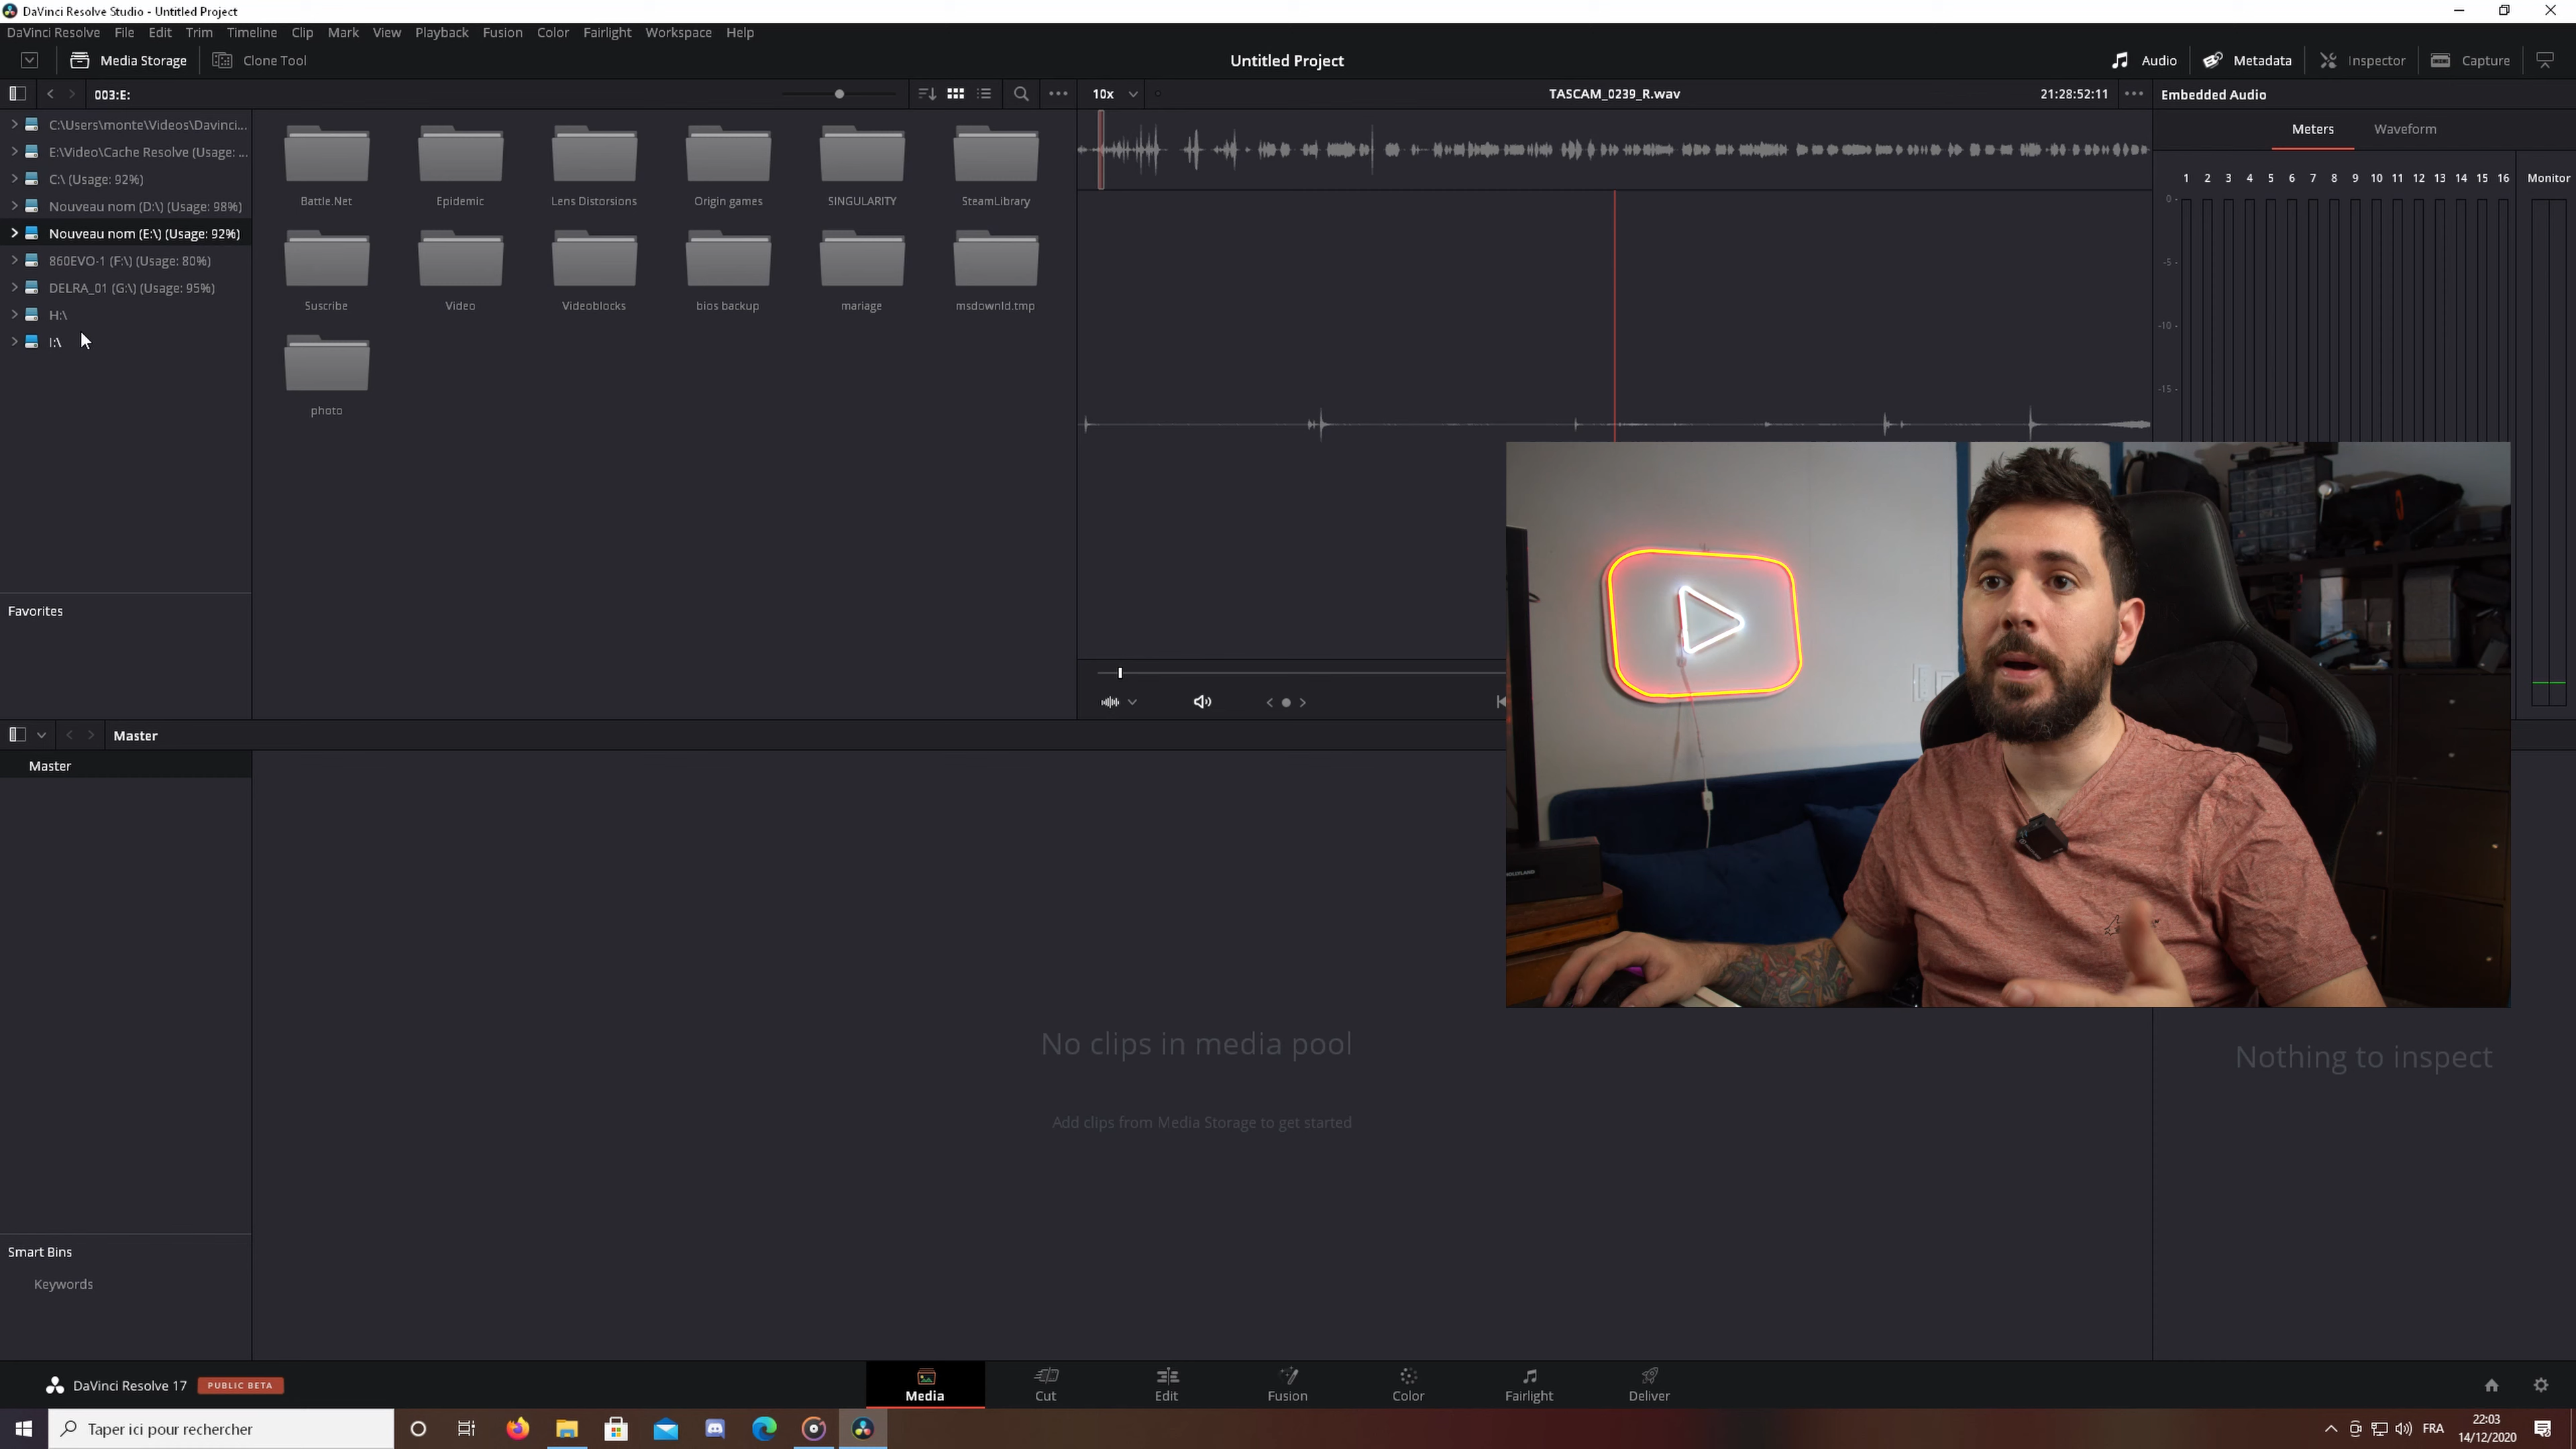 DaVinci Resolve Studio - Untitled Project
DaVinci Resolve File Edit Trim Timeline Clip Mark View Playback Fusion Color Fairlight Workspace Help
Media Storage Clone Tool Untitled Project Audio Metadata Inspector Capture
003:E: 10x TASCAM_0239_R.wav 21:28:52:11 Embedded Audio
C:\Users\monte\Videos\Davinci...
E:\Video\Cache Resolve (Usage: ...
C:\ (Usage: 92%)
Nouveau nom (D:\) (Usage: 98%)
Nouveau nom (E:\) (Usage: 92%)
860EVO-1 (F:\) (Usage: 80%)
DELRA_01 (G:\) (Usage: 95%)
H:\
I:\
Battle.Net Epidemic Lens Distorsions Origin games SINGULARITY SteamLibrary
Suscribe Video Videoblocks bios backup mariage msdownld.tmp
photo
Meters Waveform
1 2 3 4 5 6 7 8 9 10 11 12 13 14 15 16 Monitor
0 -
-5 -
-10 -
-15 -
Favorites
Master
Master
No clips in media pool
Add clips from Media Storage to get started
Nothing to inspect
Smart Bins
Keywords
DaVinci Resolve 17 PUBLIC BETA
Media Cut Edit Fusion Color Fairlight Deliver
Taper ici pour rechercher
FRA
22:03
14/12/2020